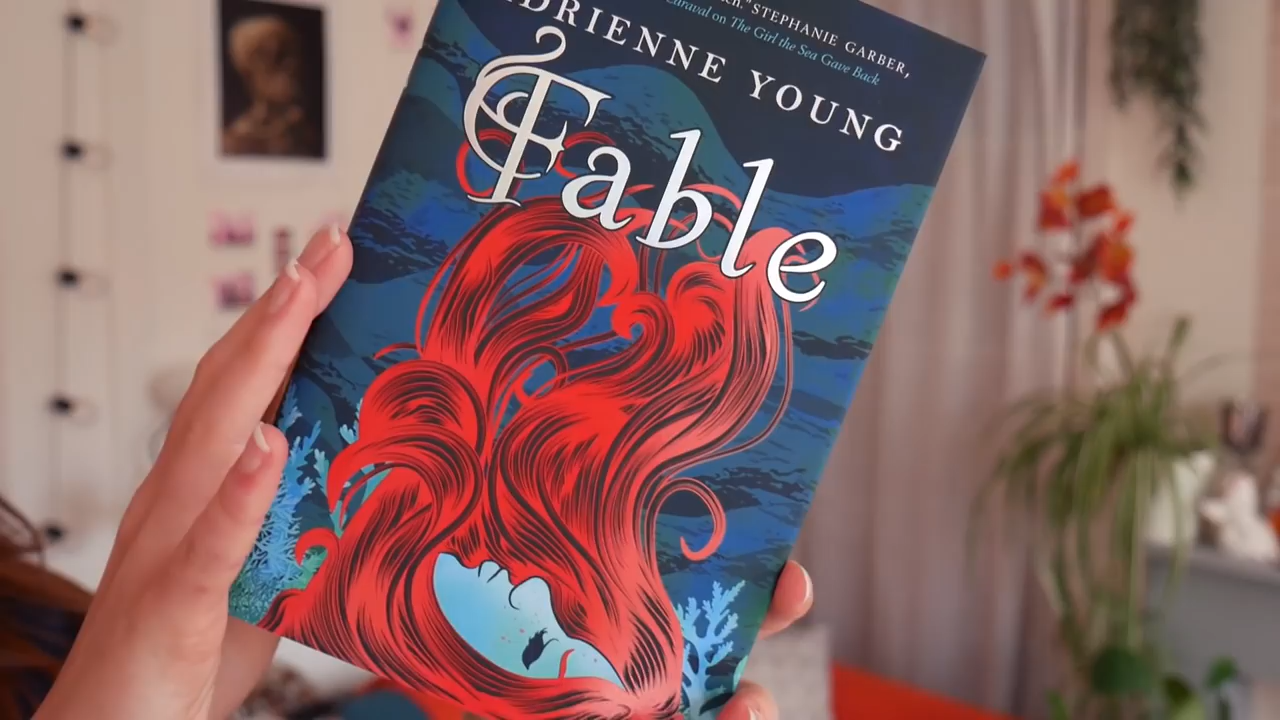 STEPHANIE GARBER,
Caraval on The Girl the Sea Gave Back
ADRIENNE YOUNG
Fable